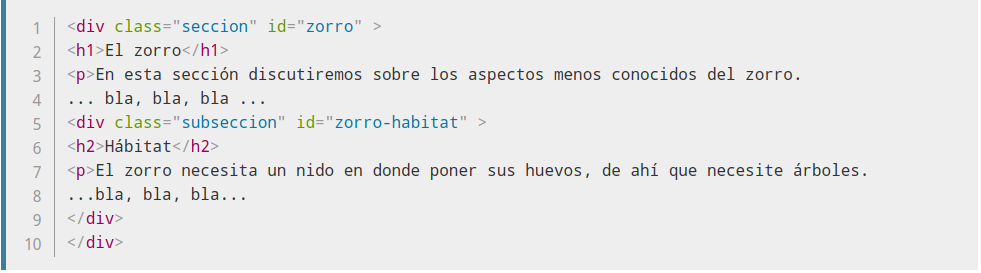 1 <div class="seccion" id="zorro" >
2 <h1>El zorro</h1>
3 <p>En esta sección discutiremos sobre los aspectos menos conocidos del zorro.
4 ... bla, bla, bla ...
5 <div class="subseccion" id="zorro-habitat" >
6 <h2>Hábitat</h2>
7 <p>El zorro necesita un nido en donde poner sus huevos, de ahí que necesite árboles.
8 ...bla, bla, bla...
9 </div>
10 </div>